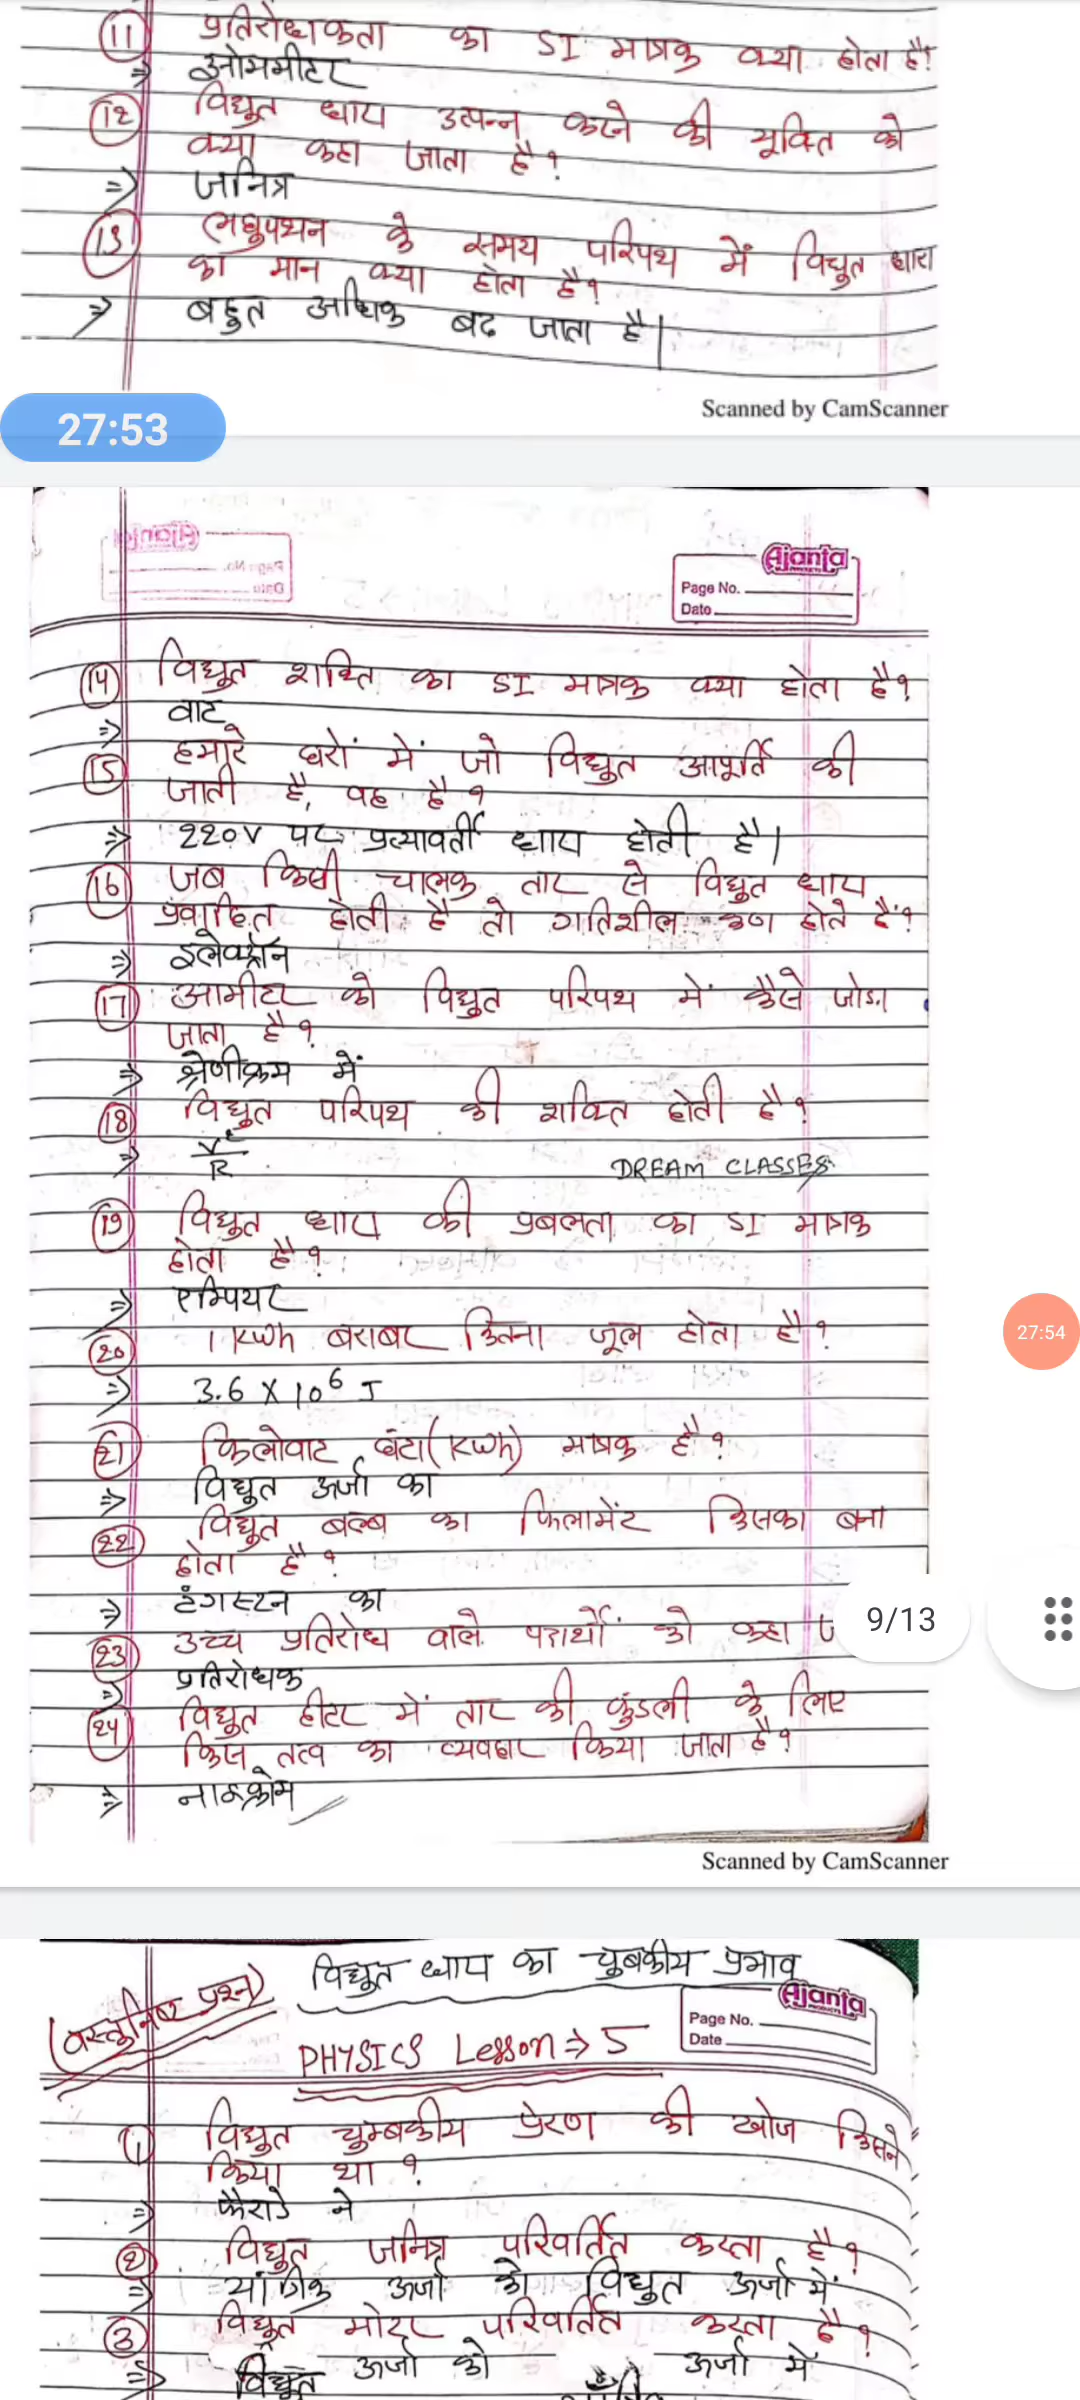 11 प्रतिरोधकता का SI मात्रक क्या होता है?
⇒ ओममीटर
12 विधुत धारा उत्पन्न करने की यूक्ति को
क्या कहा जाता है?
⇒ जनित्र
13 लघुपथन के समय परिपथ में विधुत धारा
का मान क्या होता है?
⇒ बहुत अधिक बढ जाता है|
Scanned by CamScanner
27:53
Ajanta
Page No.
Date
14 विधुत शक्ति का SI मात्रक क्या होता है?
⇒ वाट
15 हमारे घरों में जो विधुत आपूर्ति की
जाती है, वह है?
⇒ 220V पर प्रत्यावर्ती धारा होती है|
16 जब किसी चालक तार से विधुत धारा
प्रवाहित होती है तो गतिशील कण होते है?
⇒ इलेक्ट्रॉन
17 आमीटर को विधुत परिपथ में कैसे जोडा
जाता है?
⇒ श्रेणीक्रम में
18 विधुत परिपथ की शक्ति होती है?
⇒ V²/R
DREAM CLASSES
19 विधुत धारा की प्रबलता का SI मात्रक
होता है?
⇒ एम्पियर
20 1 KWh बराबर कितना जूल होता है?
⇒ 3.6 X 10⁶ J
27:54
21 किलोवाट घंटा (KWh) मात्रक है?
⇒ विधुत ऊर्जा का
22 विधुत बल्ब का फिलामेंट किसका बना
होता है?
⇒ टंगस्टन का
23 उच्च प्रतिरोध वाले पदार्थों को कहा
9/13
⇒ प्रतिरोधक
24 विधुत हीटर में तार की कुंडली के लिए
किस तत्व का व्यवहार किया जाता है?
⇒ नाइक्रोम
Scanned by CamScanner
विधुत धारा का चुबकीय प्रभाव
(वस्तुनिष्ट प्रश्न)
Ajanta
Page No.
Date
PHYSICS Lesson ⇒ 5
1 विधुत चुम्बकीय प्रेरण की खोज किसने
किया था?
⇒ फैराडे ने
2 विधुत जनित्र परिवर्तित करता है?
⇒ यांत्रिक ऊर्जा को विधुत ऊर्जा में
3 विधुत मोटर परिवर्तित करता है?
⇒ विधुत ऊर्जा को ऊर्जा में